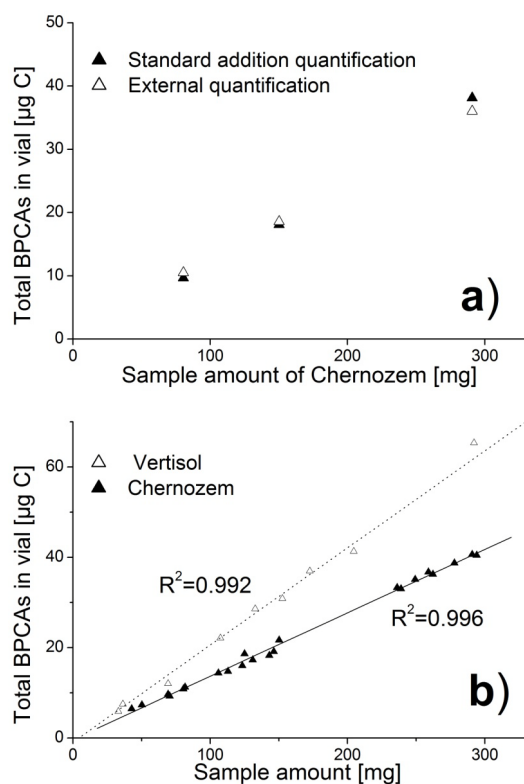 50
40
30
20
10
0
Total BPCAs in vial [µg C]
▲ Standard addition quantification
△ External quantification
a)
0 100 200 300
Sample amount of Chernozem [mg]
60
40
20
0
Total BPCAs in vial [µg C]
△ Vertisol
▲ Chernozem
R²=0.992
R²=0.996
b)
0 100 200 300
Sample amount [mg]